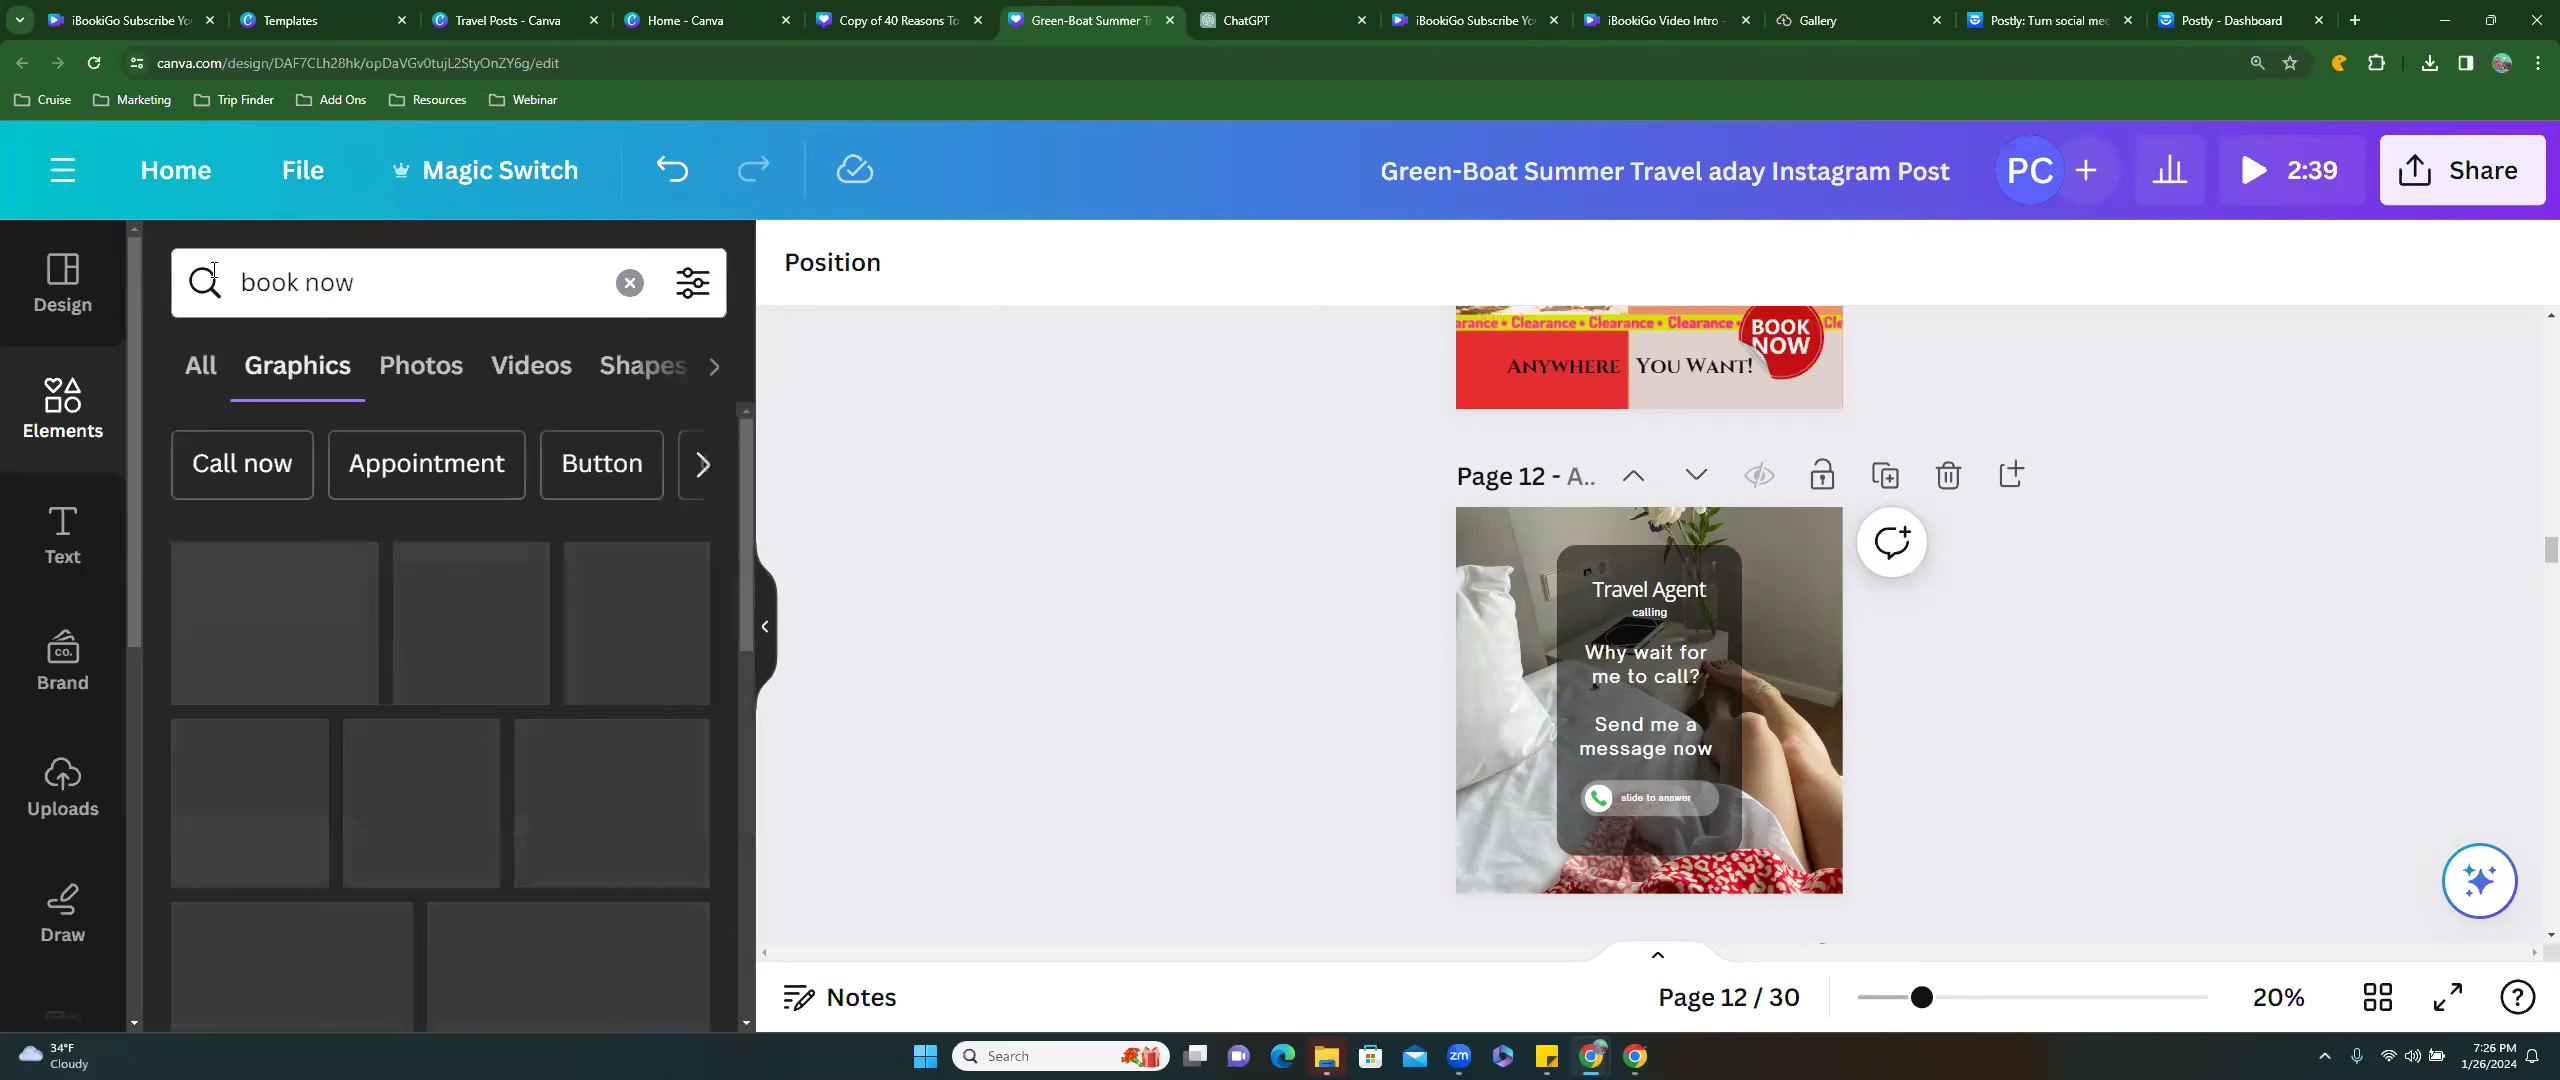 iBookiGo Subscribe Yo
Templates
Travel Posts - Canva
Home - Canva
Copy of 40 Reasons To
Green-Boat Summer Tr
ChatGPT
iBookiGo Subscribe Yo
iBookiGo Video Intro -
Gallery
Postly: Turn social med
Postly - Dashboard
canva.com/design/DAF7CLh28hk/opDaVGv0tujL2StyOnZY6g/edit
Cruise
Marketing
Trip Finder
Add Ons
Resources
Webinar
Home
File
Magic Switch
Green-Boat Summer Travel aday Instagram Post
PC
2:39
Share
Design
Elements
Text
CO.
Brand
Uploads
Draw
book now
All
Graphics
Photos
Videos
Shapes
Call now
Appointment
Button
Position
arance • Clearance • Clearance • Clearance • Cle
BOOK
NOW
ANYWHERE YOU WANT!
Page 12 - A..
Travel Agent
calling
Why wait for
me to call?
Send me a
message now
slide to answer
Notes
Page 12 / 30
20%
34°F
Cloudy
Search
zm
7:26 PM
1/26/2024